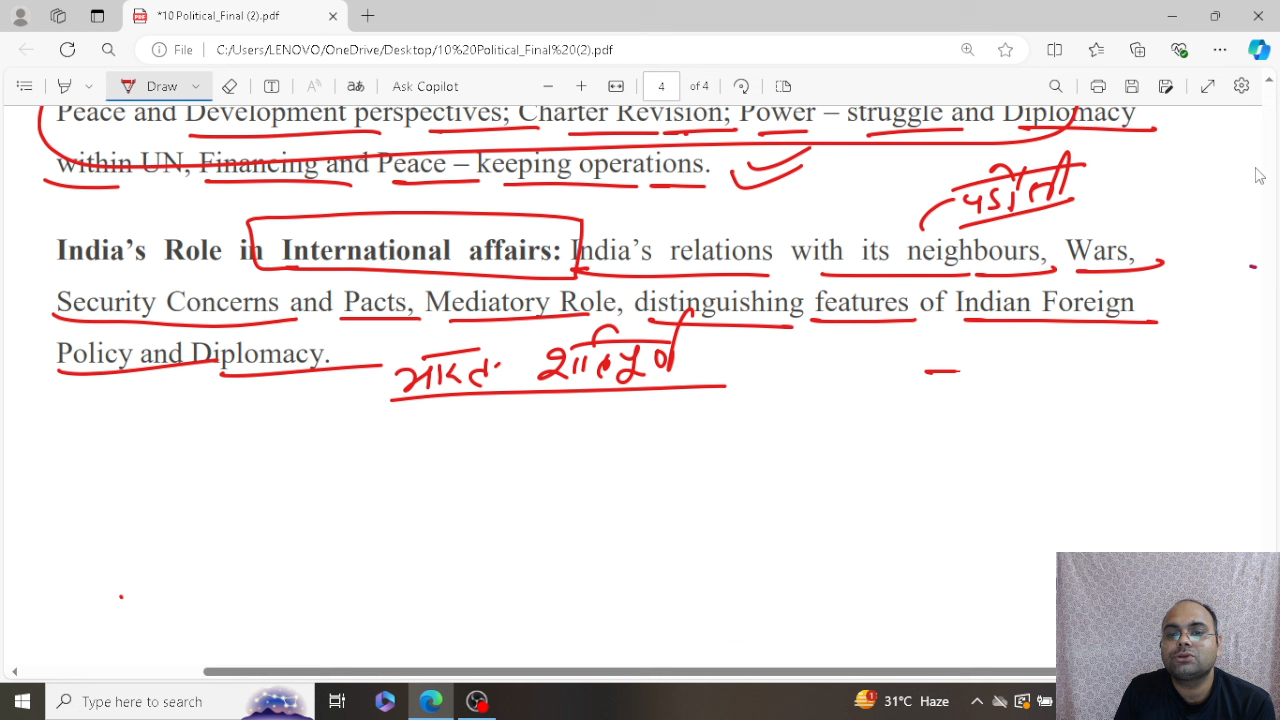 *10 Political_Final (2).pdf
File C:/Users/LENOVO/OneDrive/Desktop/10%20Political_Final%20(2).pdf
Draw Ask Copilot 4 of 4
Peace and Development perspectives; Charter Revision; Power – struggle and Diplomacy
within UN, Financing and Peace – keeping operations.
पड़ोसी
India's Role in International affairs: India's relations with its neighbours, Wars,
Security Concerns and Pacts, Mediatory Role, distinguishing features of Indian Foreign
Policy and Diplomacy.
भारत शांतिपूर्ण
Type here to search 1 31°C Haze